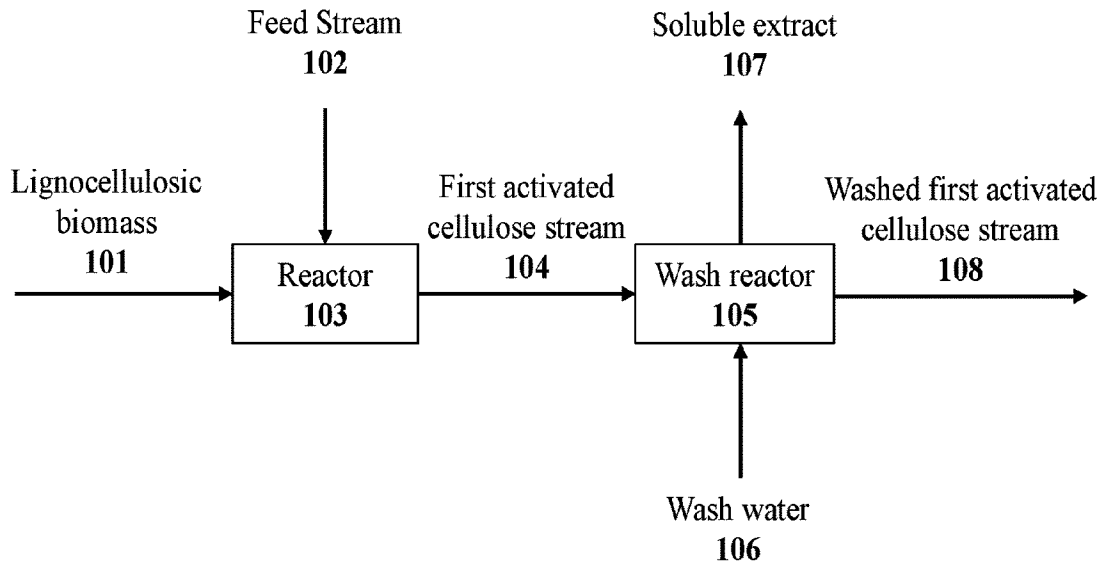 Feed Stream
102
Soluble extract
107
Lignocellulosic
biomass
101
First activated
cellulose stream
104
Washed first activated
cellulose stream
108
Reactor
103
Wash reactor
105
Wash water
106